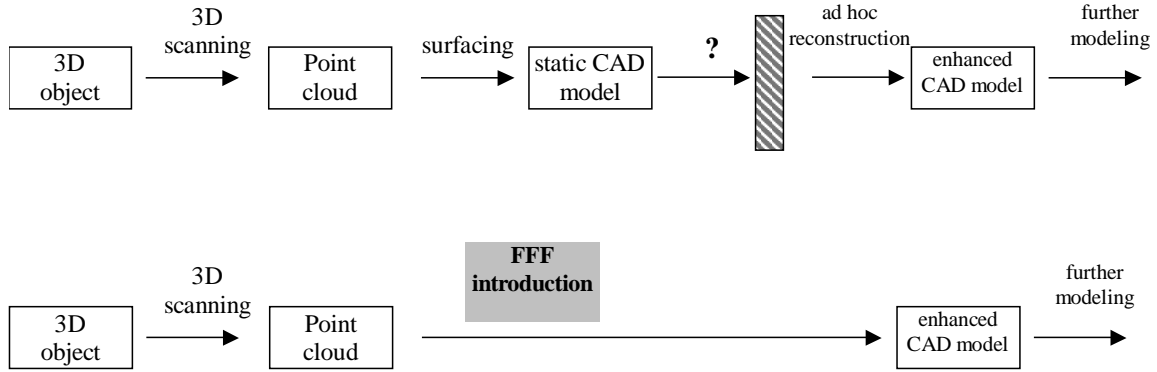 3D
scanning
surfacing
?
ad hoc
reconstruction
further
modeling
3D
object
Point
cloud
static CAD
model
enhanced
CAD model
FFF
introduction
3D
scanning
further
modeling
3D
object
Point
cloud
enhanced
CAD model